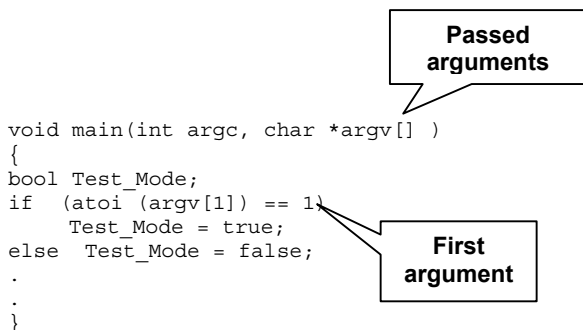 Passed
arguments
void main(int argc, char *argv[] )
{
bool Test_Mode;
if  (atoi (argv[1]) == 1)
     Test_Mode = true;
else  Test_Mode = false;
.
.
}
First
argument